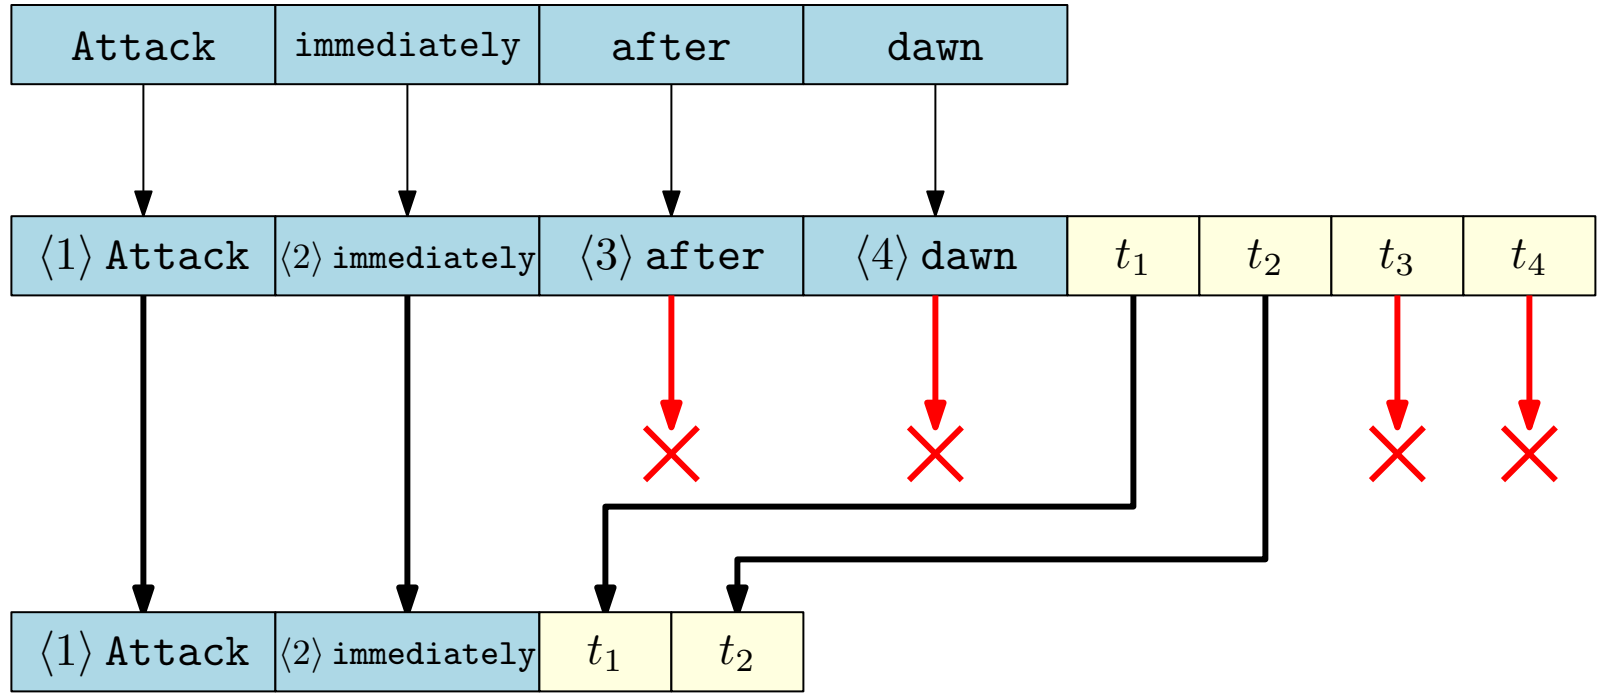 Attack immediately after dawn
⟨1⟩ Attack ⟨2⟩ immediately ⟨3⟩ after ⟨4⟩ dawn t₁ t₂ t₃ t₄
⟨1⟩ Attack ⟨2⟩ immediately t₁ t₂